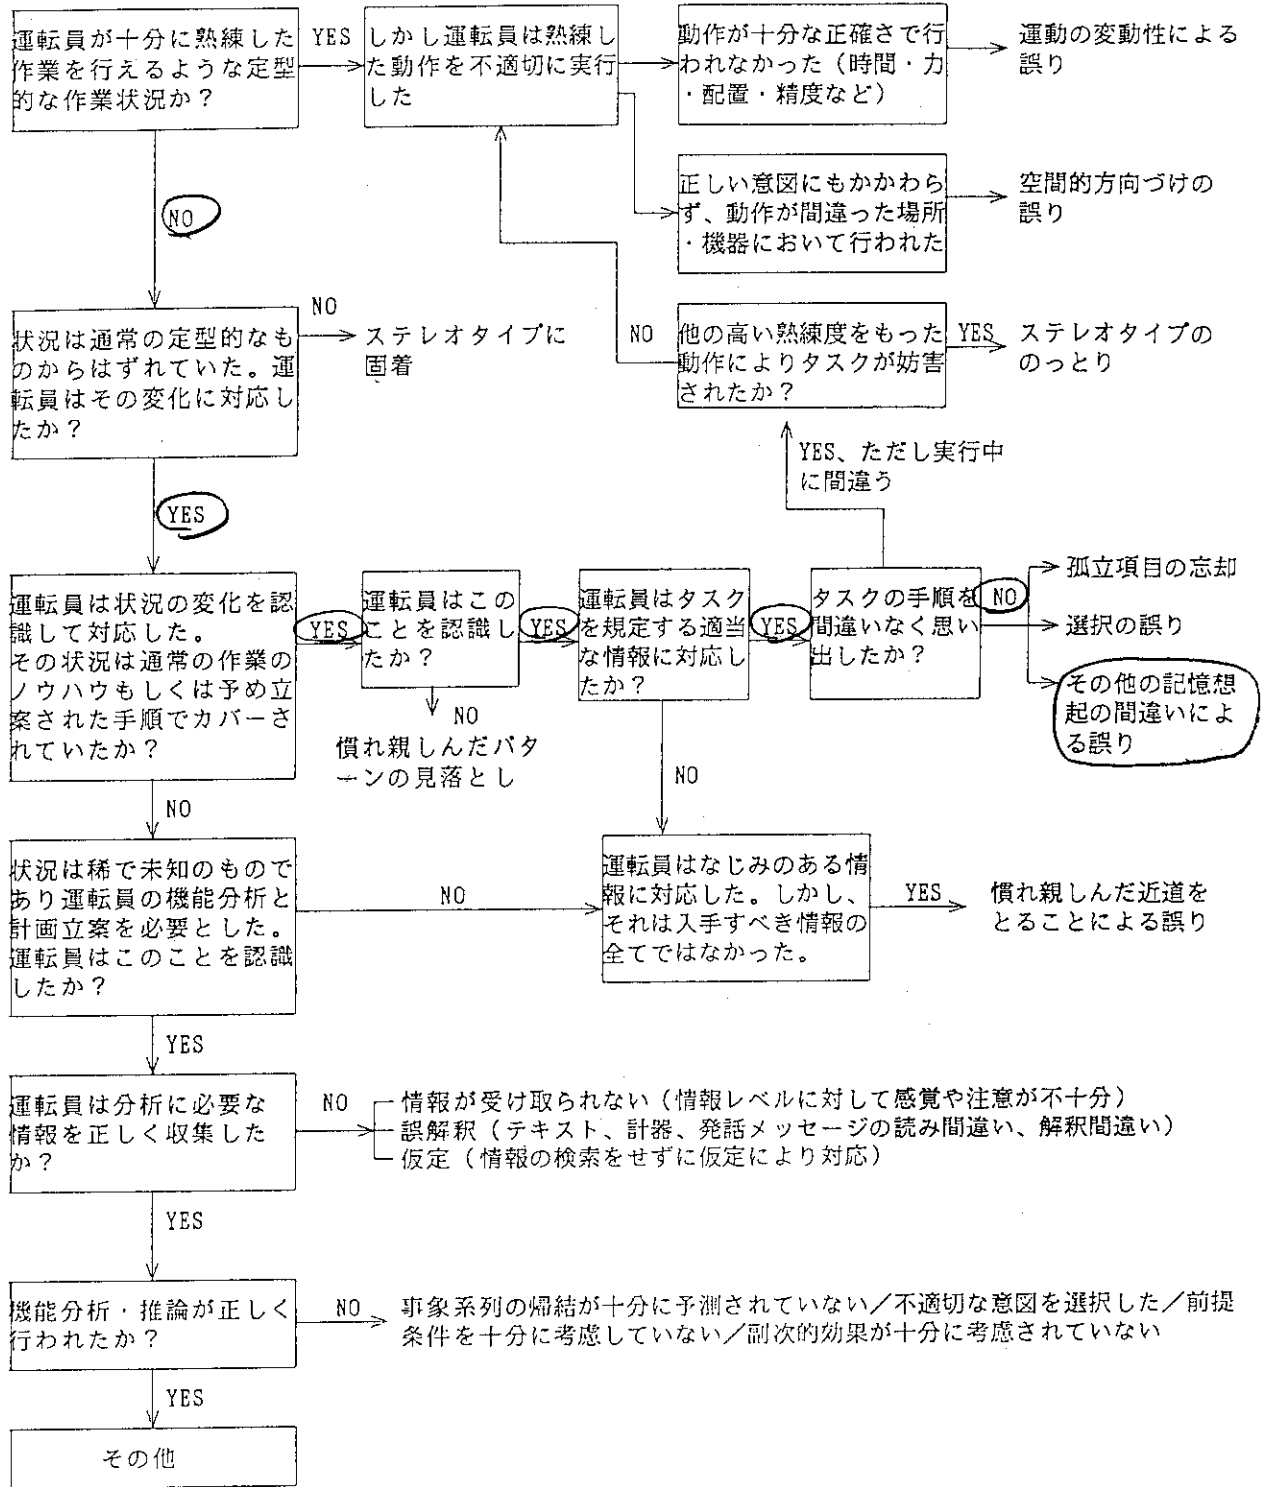 運転員が十分に熟練した
作業を行えるような定型
的な作業状況か？
YES
しかし運転員は熟練し
た動作を不適切に実行
した
動作が十分な正確さで行
われなかった（時間・力
・配置・精度など）
運動の変動性による
誤り
正しい意図にもかかわら
ず、動作が間違った場所
・機器において行われた
空間的方向づけの
誤り
NO
状況は通常の定型的なも
のからはずれていた。運
転員はその変化に対応し
たか？
NO
ステレオタイプに
固着
NO
他の高い熟練度をもった
動作によりタスクが妨害
されたか？
YES
ステレオタイプの
のっとり
YES、ただし実行中
に間違う
YES
運転員は状況の変化を認
識して対応した。
その状況は通常の作業の
ノウハウもしくは予め立
案された手順でカバーさ
れていたか？
YES
運転員はこの
ことを認識し
たか？
YES
運転員はタスク
を規定する適当
な情報に対応し
たか？
YES
タスクの手順を
間違いなく思い
出したか？
NO
孤立項目の忘却
選択の誤り
その他の記憶想
起の間違いによ
る誤り
NO
慣れ親しんだパタ
ーンの見落とし
NO
NO
状況は稀で未知のもので
あり運転員の機能分析と
計画立案を必要とした。
運転員はこのことを認識
したか？
NO
運転員はなじみのある情
報に対応した。しかし、
それは入手すべき情報の
全てではなかった。
YES
慣れ親しんだ近道を
とることによる誤り
YES
運転員は分析に必要な
情報を正しく収集した
か？
NO
情報が受け取られない（情報レベルに対して感覚や注意が不十分）
誤解釈（テキスト、計器、発話メッセージの読み間違い、解釈間違い）
仮定（情報の検索をせずに仮定により対応）
YES
機能分析・推論が正しく
行われたか？
NO
事象系列の帰結が十分に予測されていない／不適切な意図を選択した／前提
条件を十分に考慮していない／副次的効果が十分に考慮されていない
YES
その他